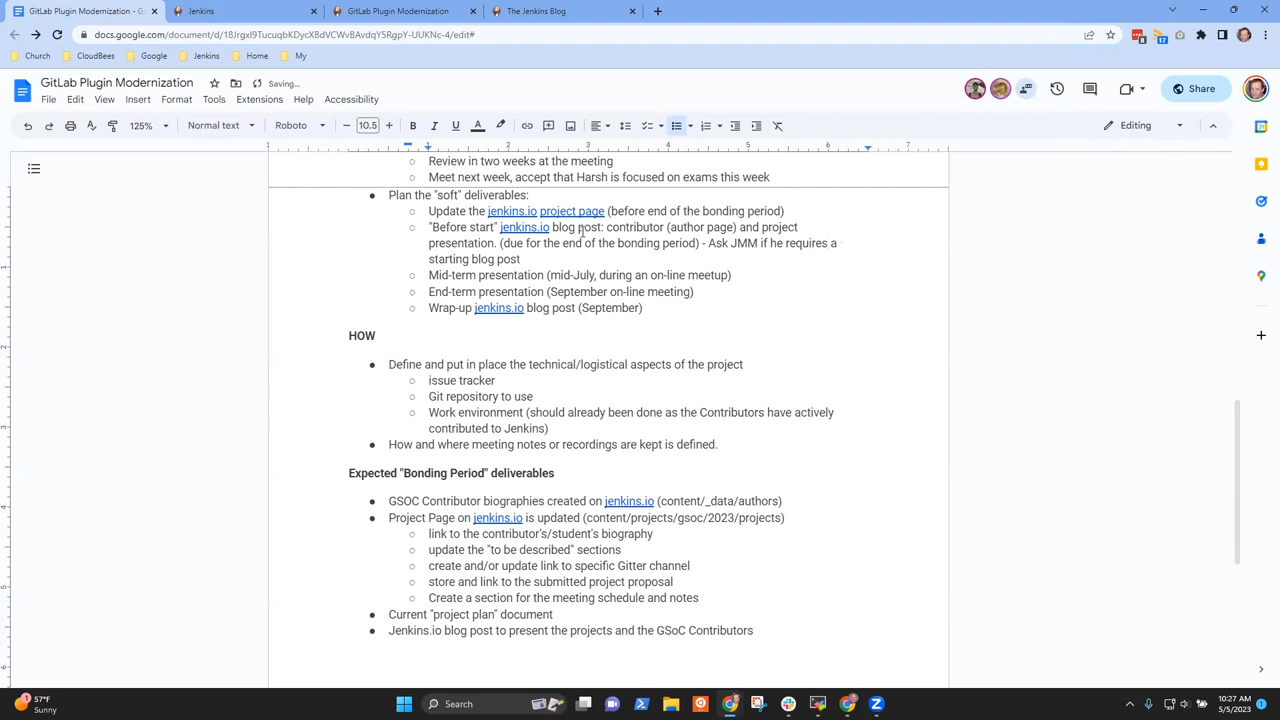 GitLab Plugin Modernization - G
Jenkins
GitLab Plugin Modernization
The Jenkins Blog
docs.google.com/document/d/18JrgxI9TucuqbKDycXBdVCWvBAvdqY5RgpY-UUKNc-4/edit#
Church
CloudBees
Google
Jenkins
Home
My
GitLab Plugin Modernization
Saving...
File Edit View Insert Format Tools Extensions Help Accessibility
Share
125%
Normal text
Roboto
10.5
Editing
1 1 2 3 4 5 6 7
Review in two weeks at the meeting
Meet next week, accept that Harsh is focused on exams this week
Plan the "soft" deliverables:
Update the jenkins.io project page (before end of the bonding period)
"Before start" jenkins.io blog post: contributor (author page) and project
presentation. (due for the end of the bonding period) - Ask JMM if he requires a
starting blog post
Mid-term presentation (mid-July, during an on-line meetup)
End-term presentation (September on-line meeting)
Wrap-up jenkins.io blog post (September)
HOW
Define and put in place the technical/logistical aspects of the project
issue tracker
Git repository to use
Work environment (should already been done as the Contributors have actively
contributed to Jenkins)
How and where meeting notes or recordings are kept is defined.
Expected "Bonding Period" deliverables
GSOC Contributor biographies created on jenkins.io (content/_data/authors)
Project Page on jenkins.io is updated (content/projects/gsoc/2023/projects)
link to the contributor's/student's biography
update the "to be described" sections
create and/or update link to specific Gitter channel
store and link to the submitted project proposal
Create a section for the meeting schedule and notes
Current "project plan" document
Jenkins.io blog post to present the projects and the GSoC Contributors
57°F
Sunny
Search
10:27 AM
5/5/2023